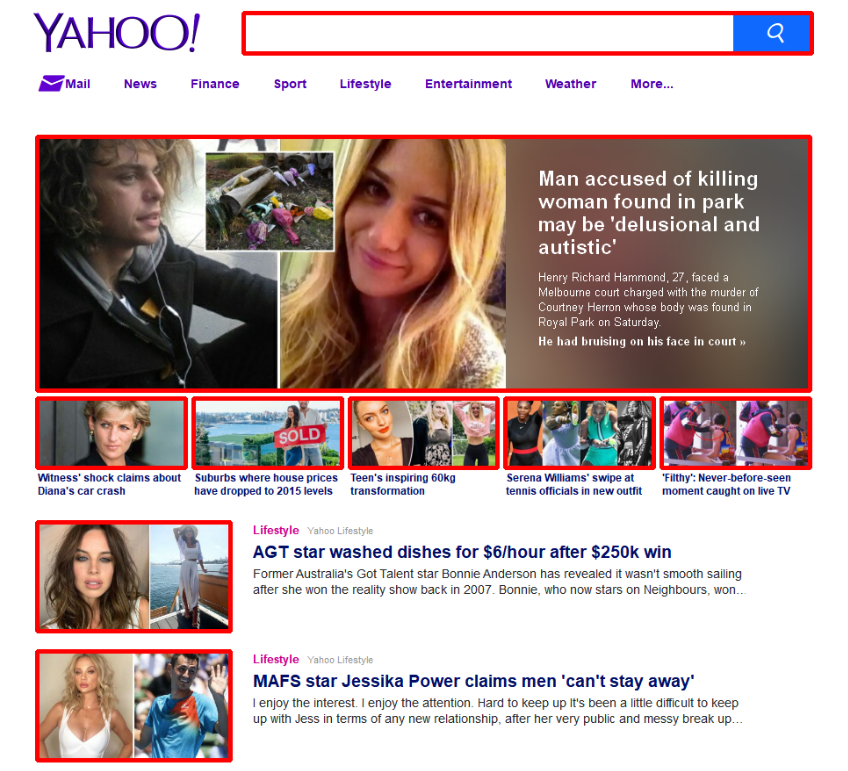 YAHOO!
Mail News Finance Sport Lifestyle Entertainment Weather More...
Man accused of killing
woman found in park
may be 'delusional and
autistic'
Henry Richard Hammond, 27, faced a
Melbourne court charged with the murder of
Courtney Herron whose body was found in
Royal Park on Saturday.
He had bruising on his face in court »
SOLD
Witness' shock claims about
Diana's car crash
Suburbs where house prices
have dropped to 2015 levels
Teen's inspiring 60kg
transformation
Serena Williams' swipe at
tennis officials in new outfit
'Filthy': Never-before-seen
moment caught on live TV
Lifestyle Yahoo Lifestyle
AGT star washed dishes for $6/hour after $250k win
Former Australia's Got Talent star Bonnie Anderson has revealed it wasn't smooth sailing
after she won the reality show back in 2007. Bonnie, who now stars on Neighbours, won...
Lifestyle Yahoo Lifestyle
MAFS star Jessika Power claims men 'can't stay away'
I enjoy the interest. I enjoy the attention. Hard to keep up It's been a little difficult to keep
up with Jess in terms of any new relationship, after her very public and messy break up...